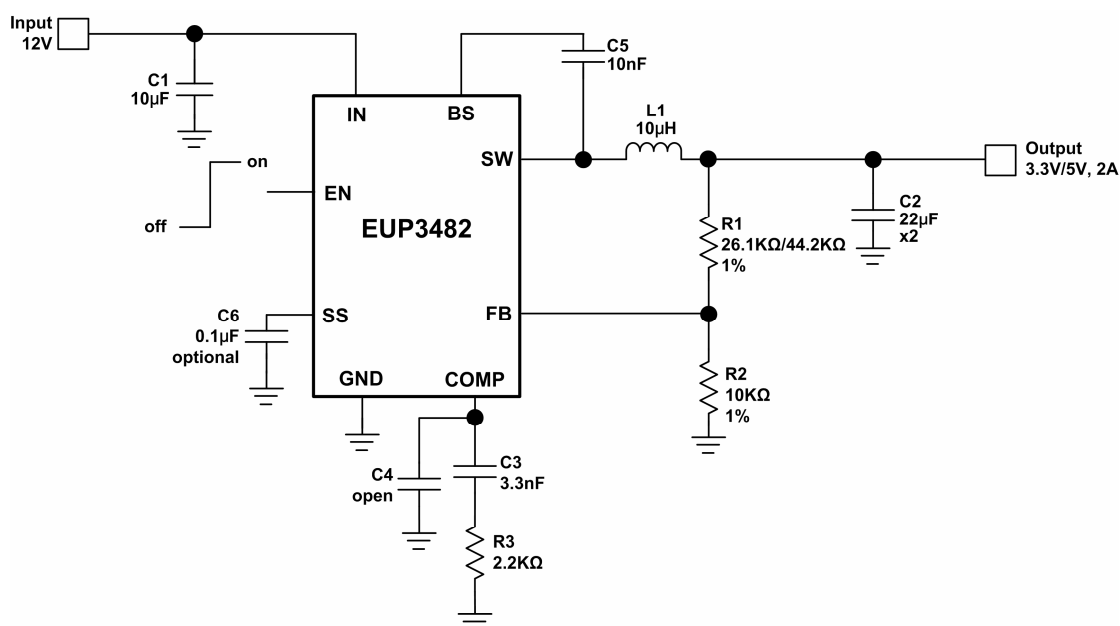 Input
12V
C1
10µF
on
off
IN
BS
C5
10nF
SW
L1
10µH
Output
3.3V/5V, 2A
EN
EUP3482
R1
26.1KΩ/44.2KΩ
1%
C2
22µF
x2
C6
0.1µF
optional
SS
FB
GND
COMP
R2
10KΩ
1%
C4
open
C3
3.3nF
R3
2.2KΩ